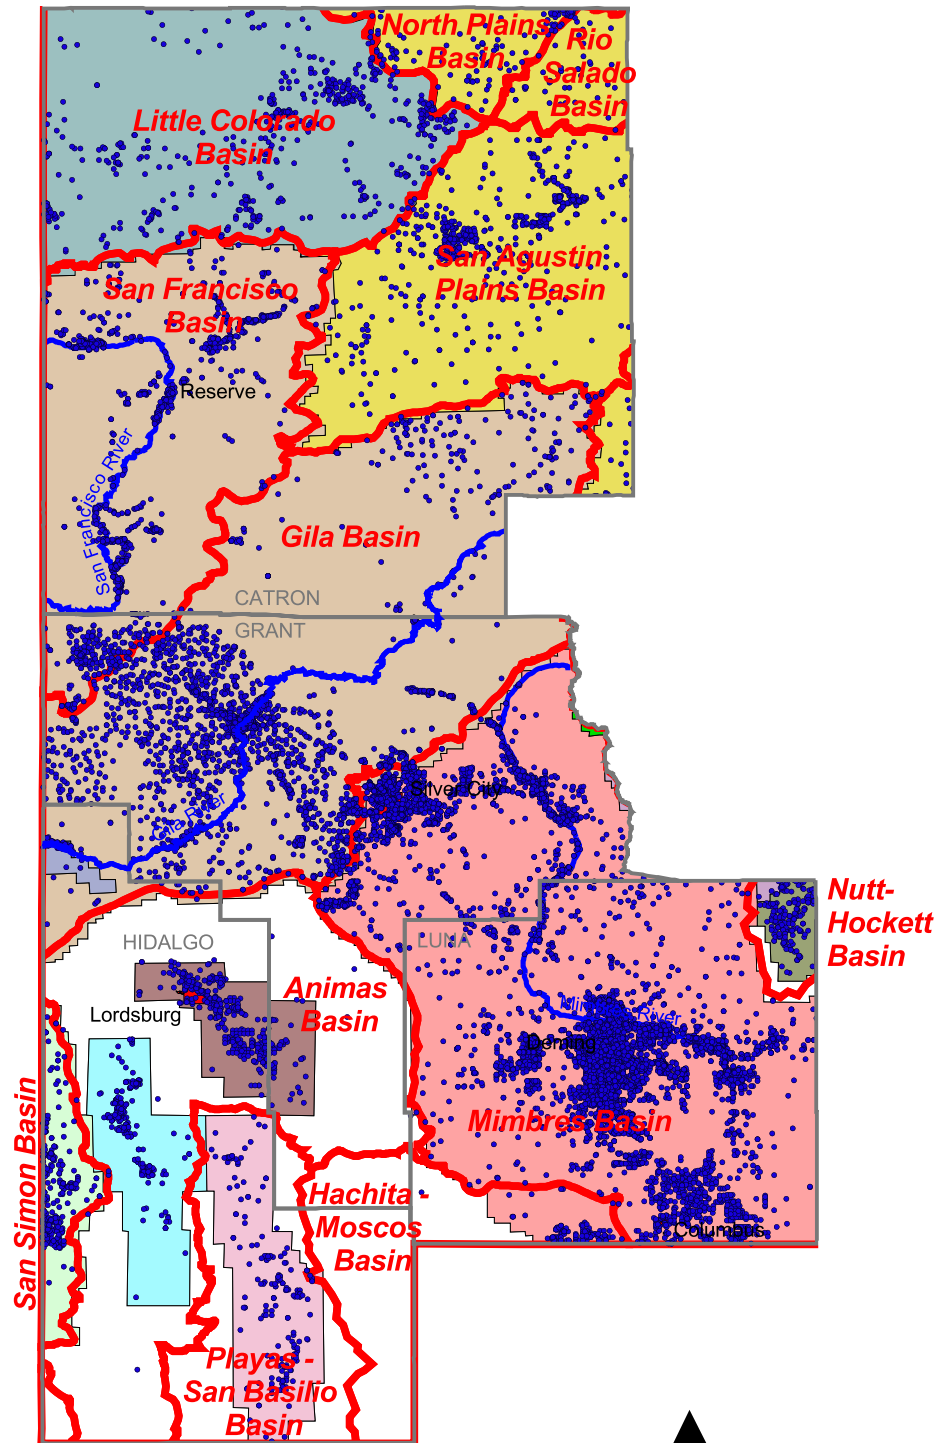 North Plains
Basin
Rio
Salado
Basin
Little Colorado
Basin
San Agustin
Plains Basin
San Francisco
Basin
Reserve
San Francisco River
Gila Basin
CATRON
GRANT
Silver City
Gila River
Nutt-
Hockett
Basin
HIDALGO
LUNA
Animas
Basin
Lordsburg
Mimbres River
Deming
Mimbres Basin
San Simon Basin
Hachita -
Moscos
Basin
Columbus
Playas -
San Basilio
Basin